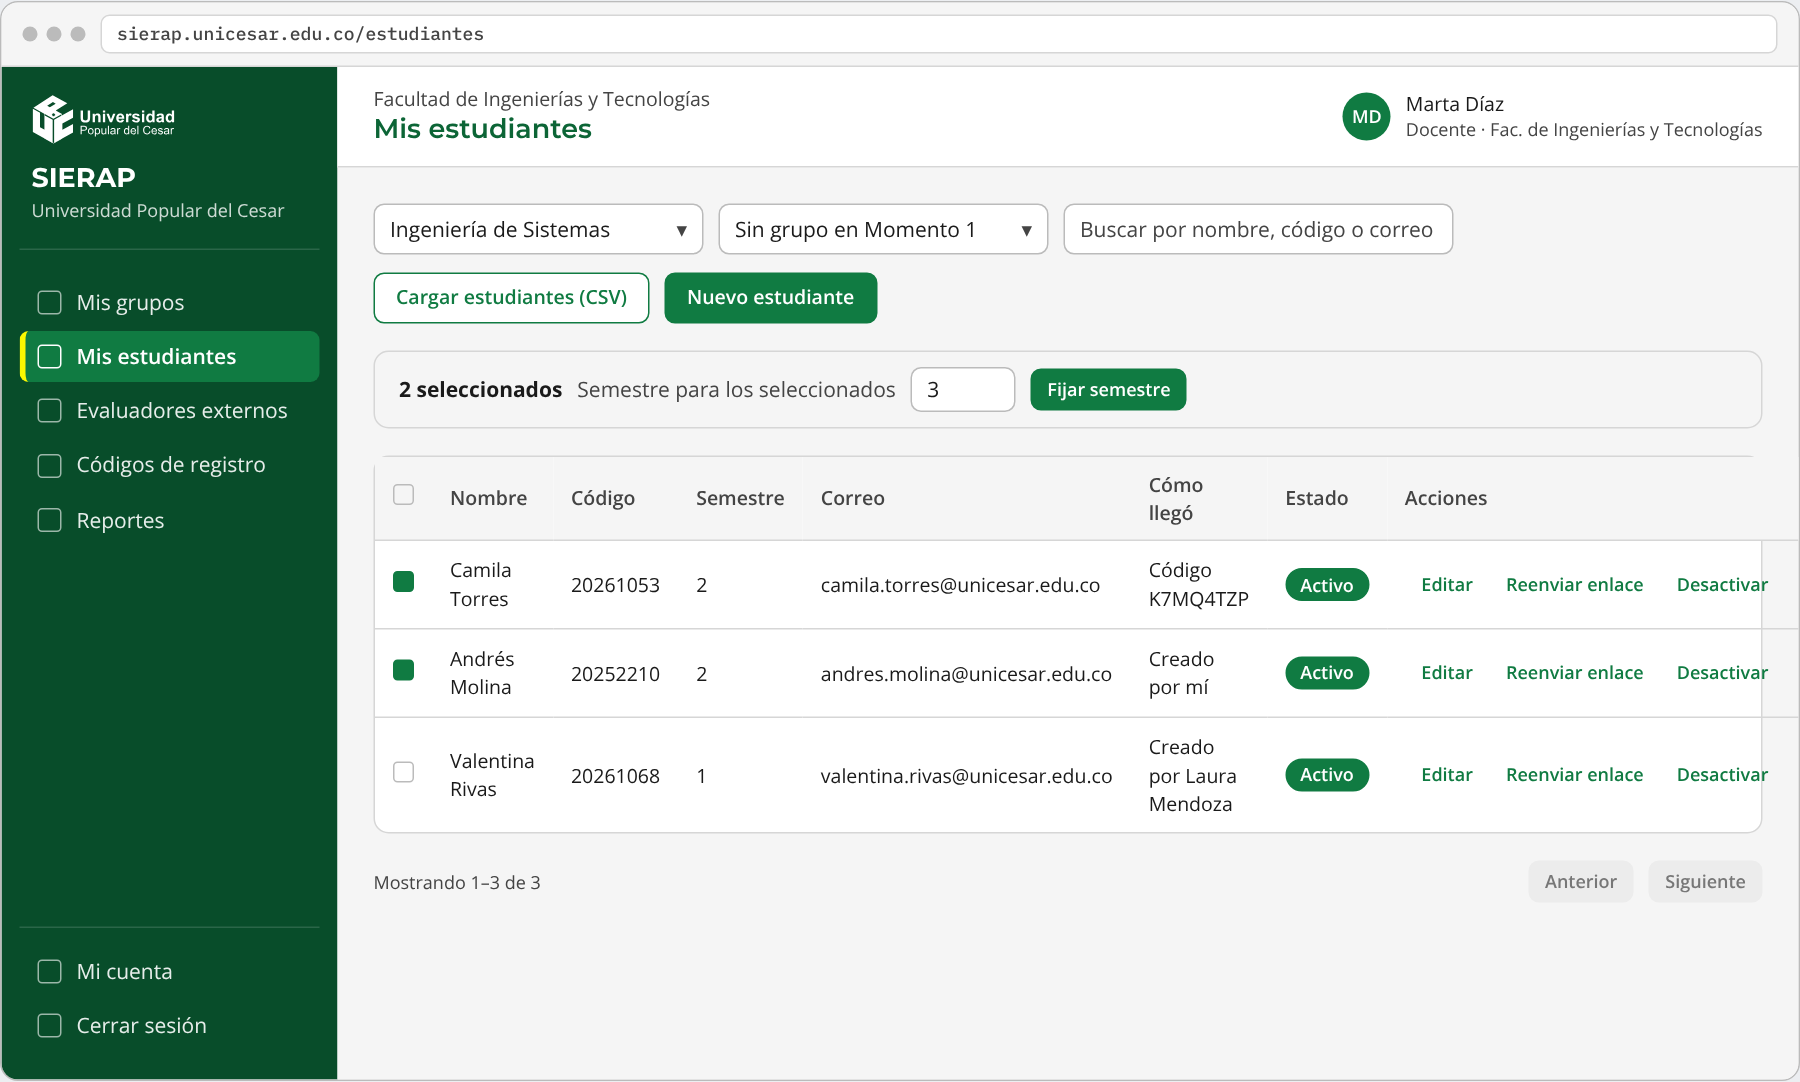 sierap.unicesar.edu.co/estudiantes
Universidad
Popular del Cesar
SIERAP
Universidad Popular del Cesar
Mis grupos
Mis estudiantes
Evaluadores externos
Códigos de registro
Reportes
Mi cuenta
Cerrar sesión
Facultad de Ingenierías y Tecnologías
Mis estudiantes
MD
Marta Díaz
Docente · Fac. de Ingenierías y Tecnologías
Ingeniería de Sistemas ▾ Sin grupo en Momento 1 ▾ Buscar por nombre, código o correo
Cargar estudiantes (CSV) Nuevo estudiante
2 seleccionados Semestre para los seleccionados 3 Fijar semestre
Nombre Código Semestre Correo Cómo llegó Estado Acciones
Camila Torres 20261053 2 camila.torres@unicesar.edu.co Código K7MQ4TZP Activo Editar Reenviar enlace Desactivar
Andrés Molina 20252210 2 andres.molina@unicesar.edu.co Creado por mí Activo Editar Reenviar enlace Desactivar
Valentina Rivas 20261068 1 valentina.rivas@unicesar.edu.co Creado por Laura Mendoza Activo Editar Reenviar enlace Desactivar
Mostrando 1–3 de 3 Anterior Siguiente